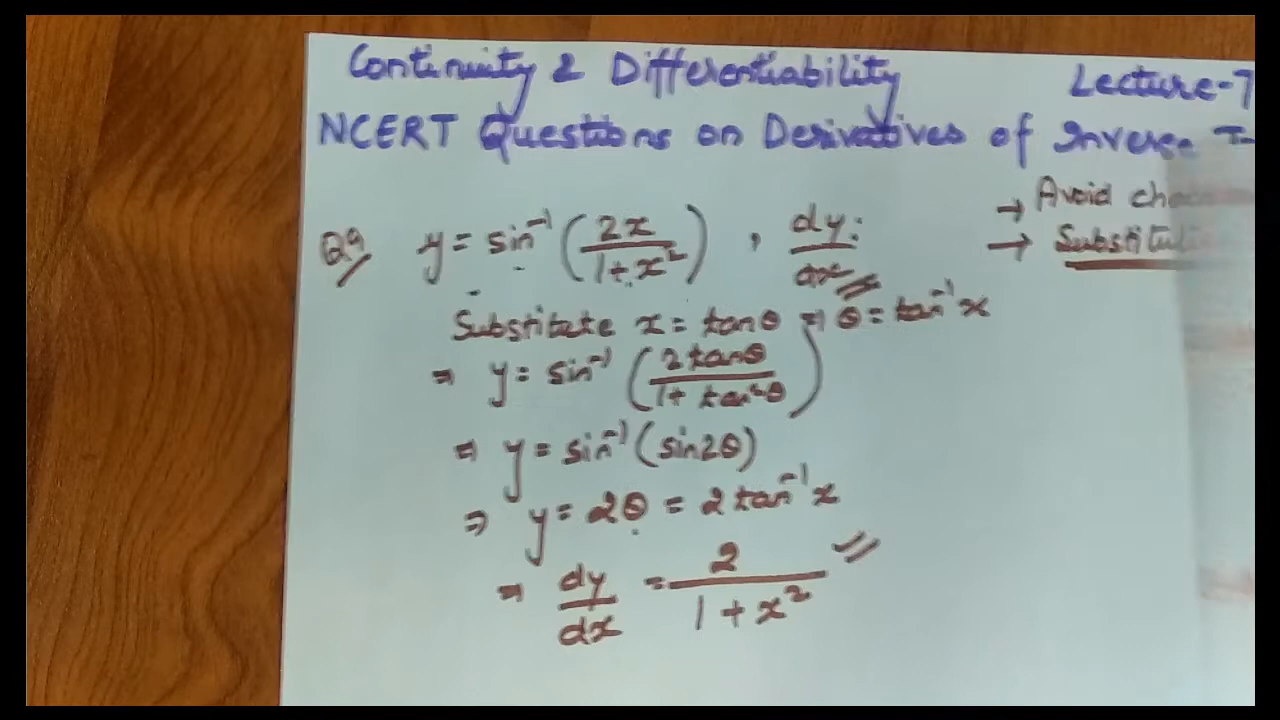 Continuity & Differentiability Lecture-7
NCERT Questions on Derivatives of Inverse
→ Avoid
Q9 y = sin⁻¹(2x/(1+x²)), dy/dx: → Substitu
Substitute x = tanθ ⇒ θ = tan⁻¹x
⇒ y = sin⁻¹(2tanθ/(1+tan²θ))
⇒ y = sin⁻¹(sin2θ)
⇒ y = 2θ = 2tan⁻¹x
⇒ dy/dx = 2/(1+x²)